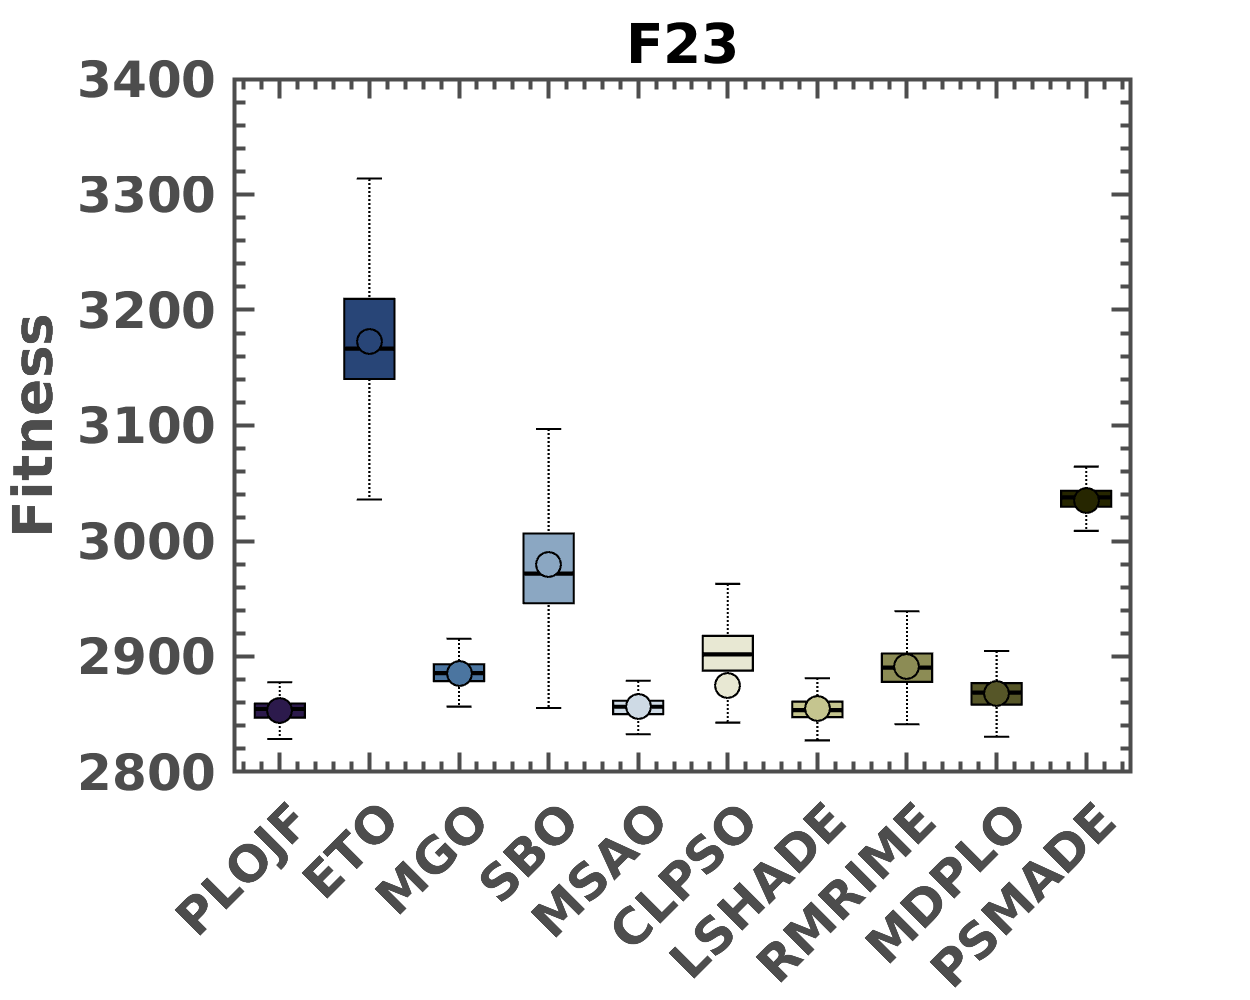 F23
3400
3300
3200
3100
3000
2900
2800
Fitness
PLOJF
ETO
MGO
SBO
MSAO
CLPSO
LSHADE
RMRIME
MDPLO
PSMADE